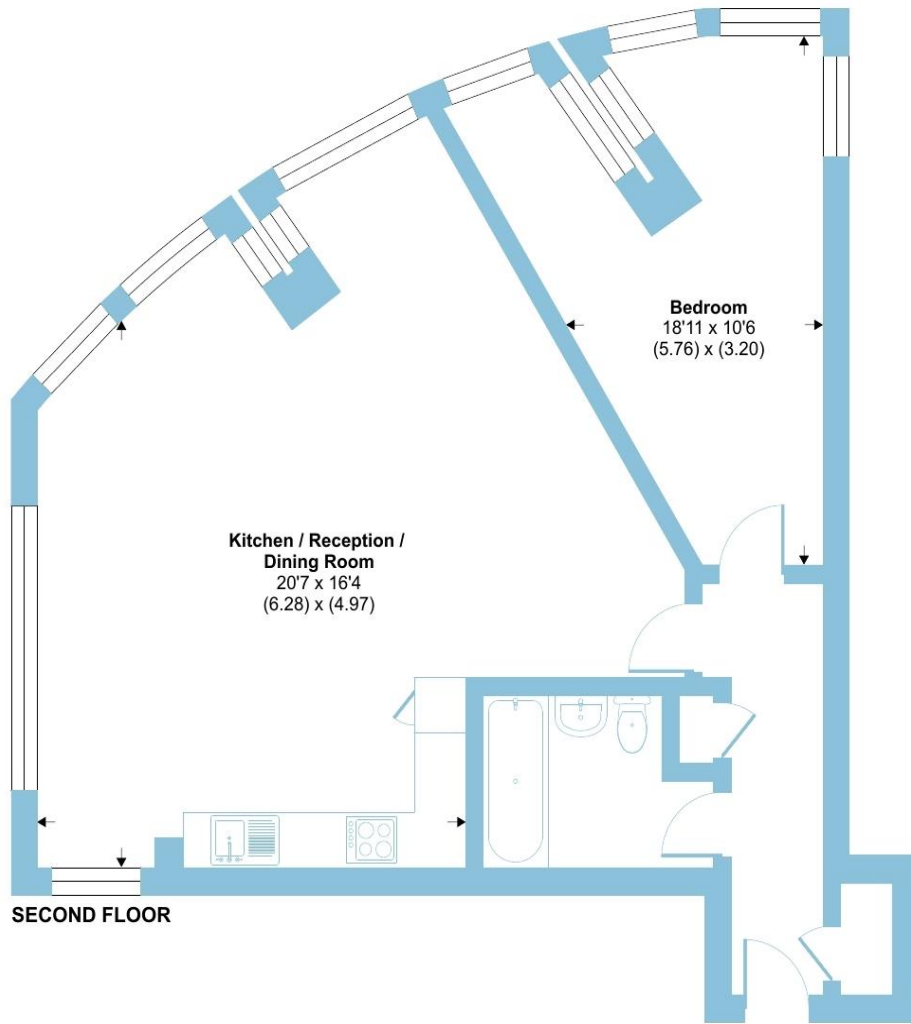 Bedroom
18'11 x 10'6
(5.76) x (3.20)
Kitchen / Reception /
Dining Room
20'7 x 16'4
(6.28) x (4.97)
SECOND FLOOR